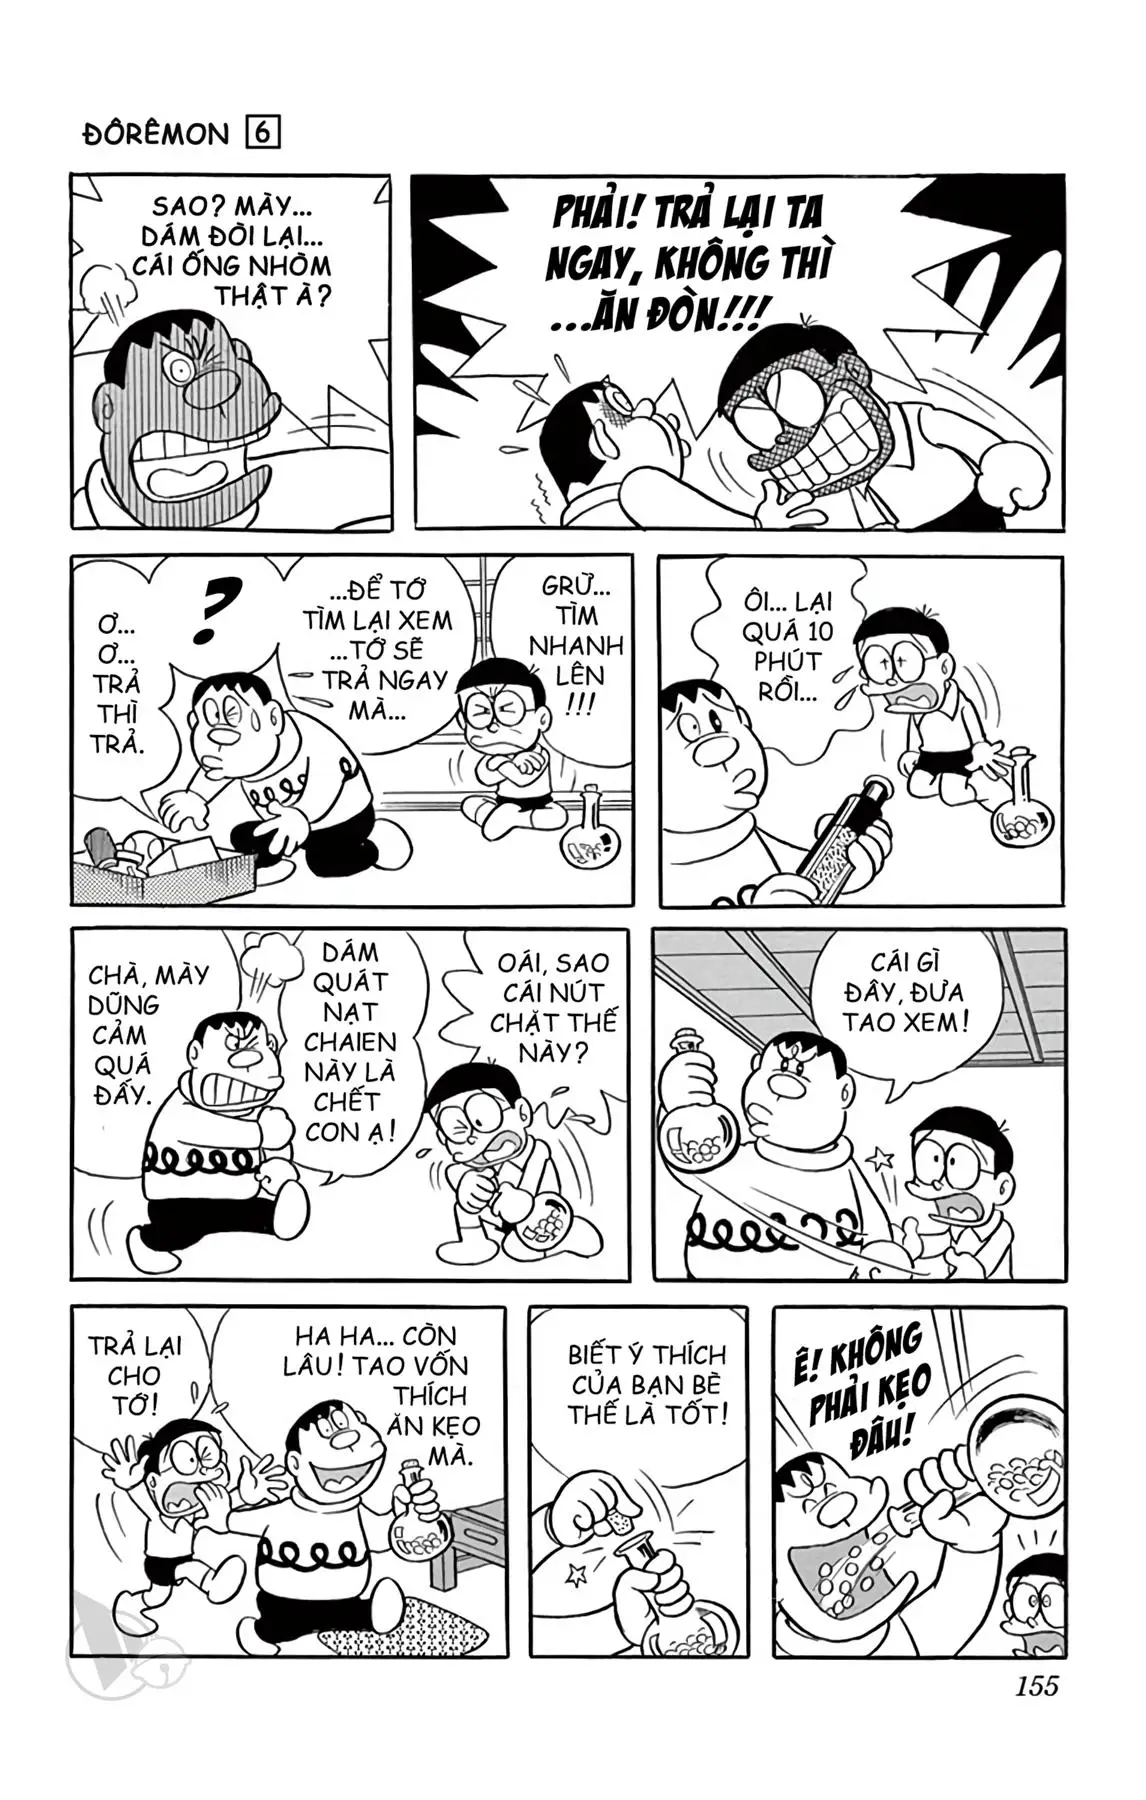 ĐÔRÊMON 6
SAO? MÀY...
DÁM ĐÒI LẠI...
CÁI ỐNG NHÒM
THẬT À?
PHẢI! TRẢ LẠI TA
NGAY, KHÔNG THÌ
...ĂN ĐÒN!!!
Ơ...
Ơ...
TRẢ
THÌ
TRẢ.
?
...ĐỂ TỚ
TÌM LẠI XEM
...TỚ SẼ
TRẢ NGAY
MÀ...
GRỪ...
TÌM
NHANH
LÊN
!!!
ÔI... LẠI
QUÁ 10
PHÚT
RỒI...
CHÀ, MÀY
DŨNG
CẢM
QUÁ
ĐẤY.
DÁM
QUÁT
NẠT
CHAIEN
NÀY LÀ
CHẾT
CON Ạ!
OÁI, SAO
CÁI NÚT
CHẶT THẾ
NÀY?
CÁI GÌ
ĐÂY, ĐƯA
TAO XEM!
TRẢ LẠI
CHO
TỚ!
HA HA... CÒN
LÂU! TAO VỐN
THÍCH
ĂN KẸO
MÀ.
BIẾT Ý THÍCH
CỦA BẠN BÈ
THẾ LÀ TỐT!
Ê! KHÔNG
PHẢI KẸO
ĐÂU!
155